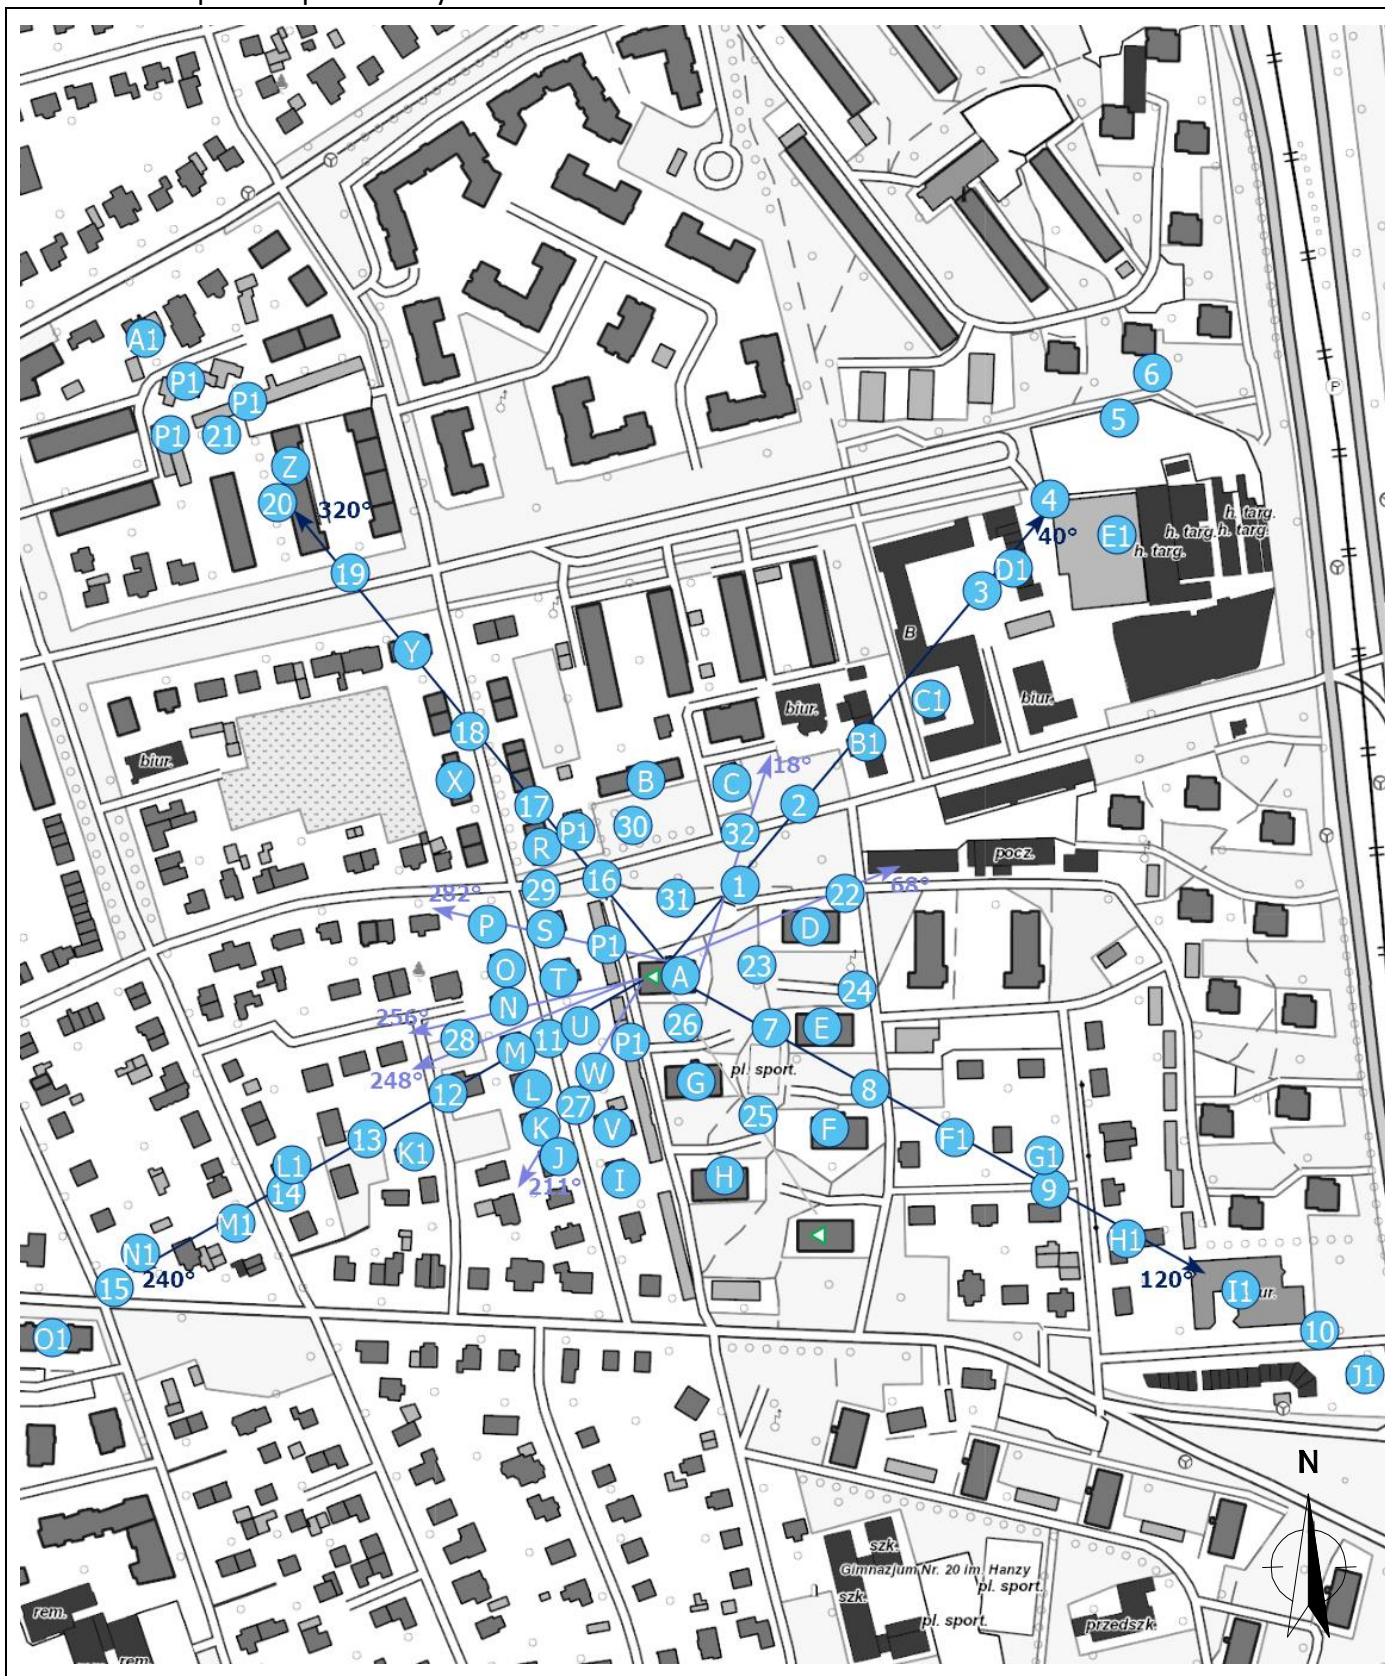 A1
P1
P1
P1
21
Z
20
320°
19
6
5
4
40°
E1
h. targ.
h. targ.
h. targ.
h. targ.
D1
3
B
P
Y
18
X
biur.
biur.
C1
biur.
B1
18°
B
C
17
2
P1
30
32
R
pocz.
16
1
29
31
22
68°
282°
P
S
D
P1
O
T
A
23
24
N
256°
28
U
26
7
E
11
M
P1
248°
W
G
pl. sport.
12
L
8
27
25
K
V
F
13
F1
K1
J
G1
L1
I
H
14
211°
9
M1
H1
N1
240°
15
120°
I1
ur.
O1
10
J1
N
szk.
Gimnazjum Nr. 20 im. Hanzy
pl. sport.
szk.
pl. sport.
przedszk.
rem.
rem.